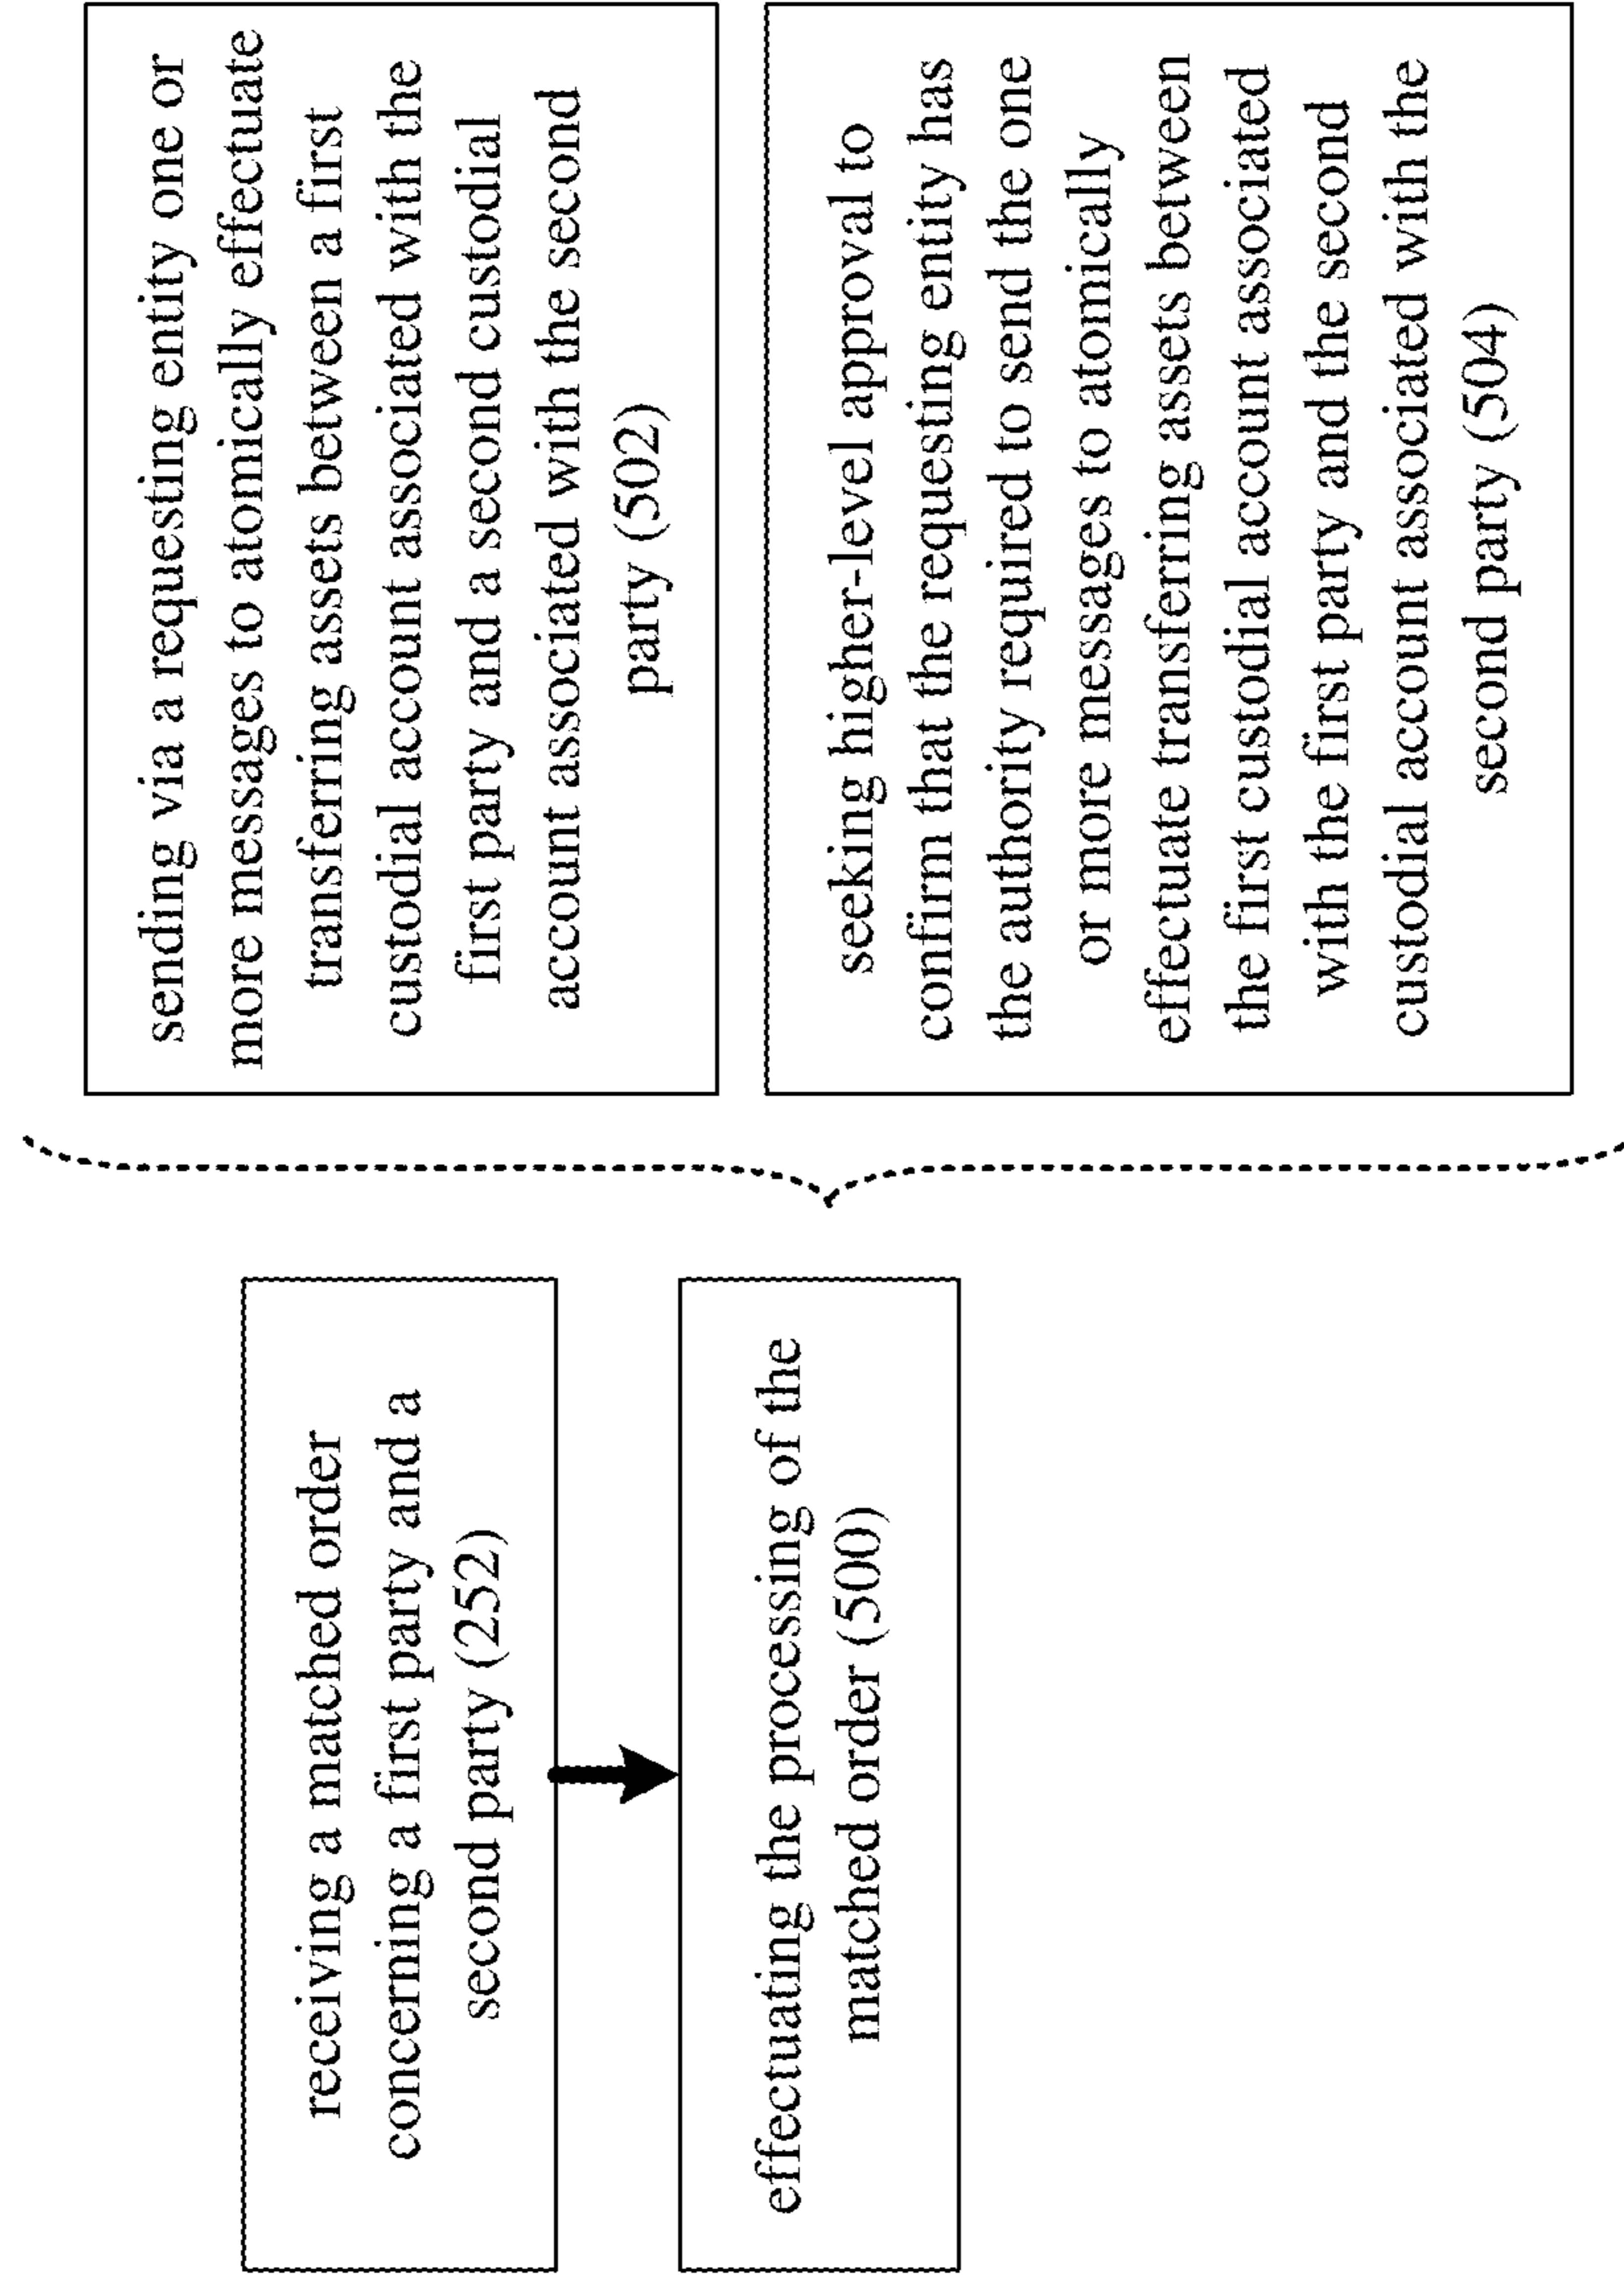 receiving a matched order
concerning a first party and a
second party (252)
effectuating the processing of the
matched order (500)
sending via a requesting entity one or
more messages to atomically effectuate
transferring assets between a first
custodial account associated with the
first party and a second custodial
account associated with the second
party (502)
seeking higher-level approval to
confirm that the requesting entity has
the authority required to send the one
or more messages to atomically
effectuate transferring assets between
the first custodial account associated
with the first party and the second
custodial account associated with the
second party (504)